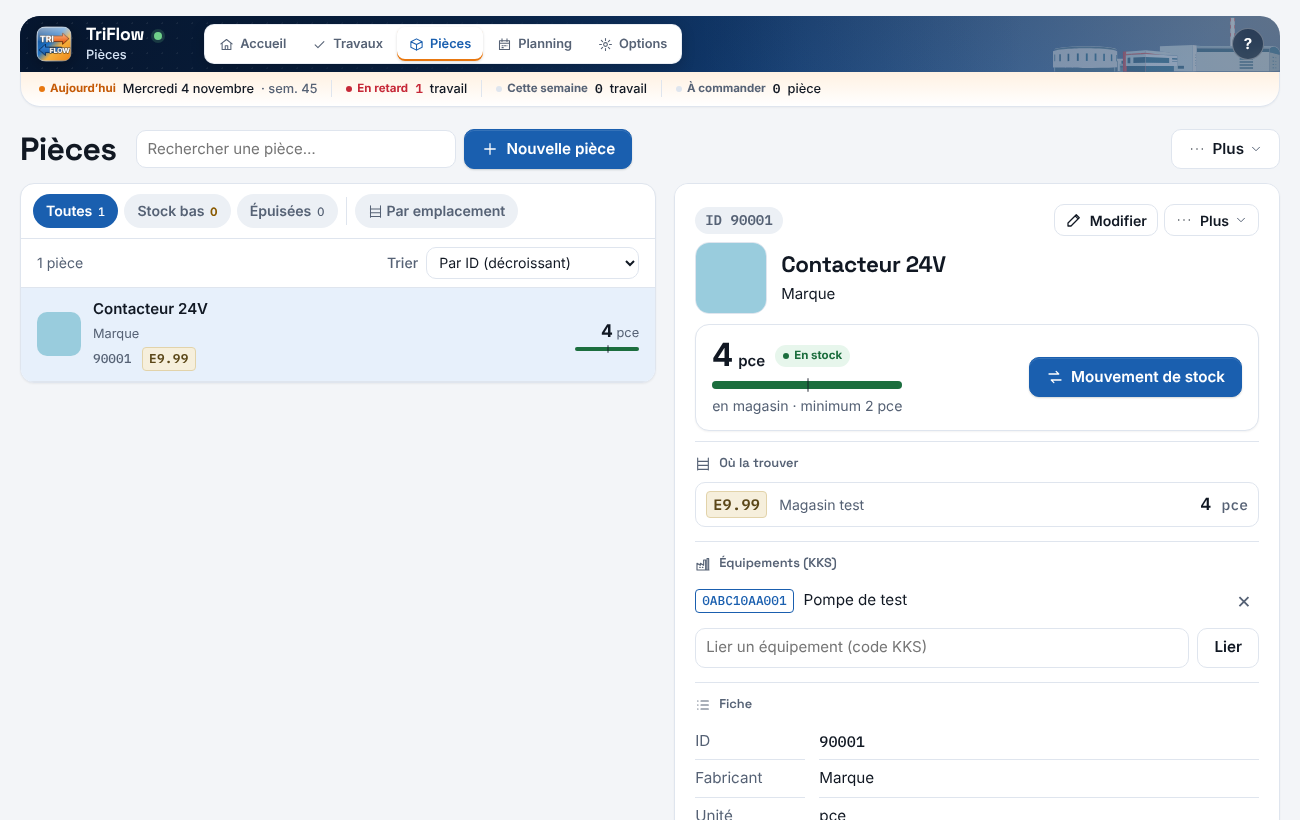 TRI
FLOW
TriFlow
Pièces
Accueil
Travaux
Pièces
Planning
Options
?
Aujourd'hui Mercredi 4 novembre · sem. 45
En retard 1 travail
Cette semaine 0 travail
À commander 0 pièce
Pièces
Rechercher une pièce...
+ Nouvelle pièce
··· Plus
Toutes 1
Stock bas 0
Épuisées 0
Par emplacement
1 pièce
Trier
Par ID (décroissant)
Contacteur 24V
Marque
90001 E9.99
4 pce
ID 90001
Modifier
··· Plus
Contacteur 24V
Marque
4 pce
En stock
en magasin · minimum 2 pce
Mouvement de stock
Où la trouver
E9.99 Magasin test 4 pce
Équipements (KKS)
0ABC10AA001 Pompe de test
Lier un équipement (code KKS)
Lier
Fiche
ID 90001
Fabricant Marque
Unité pce